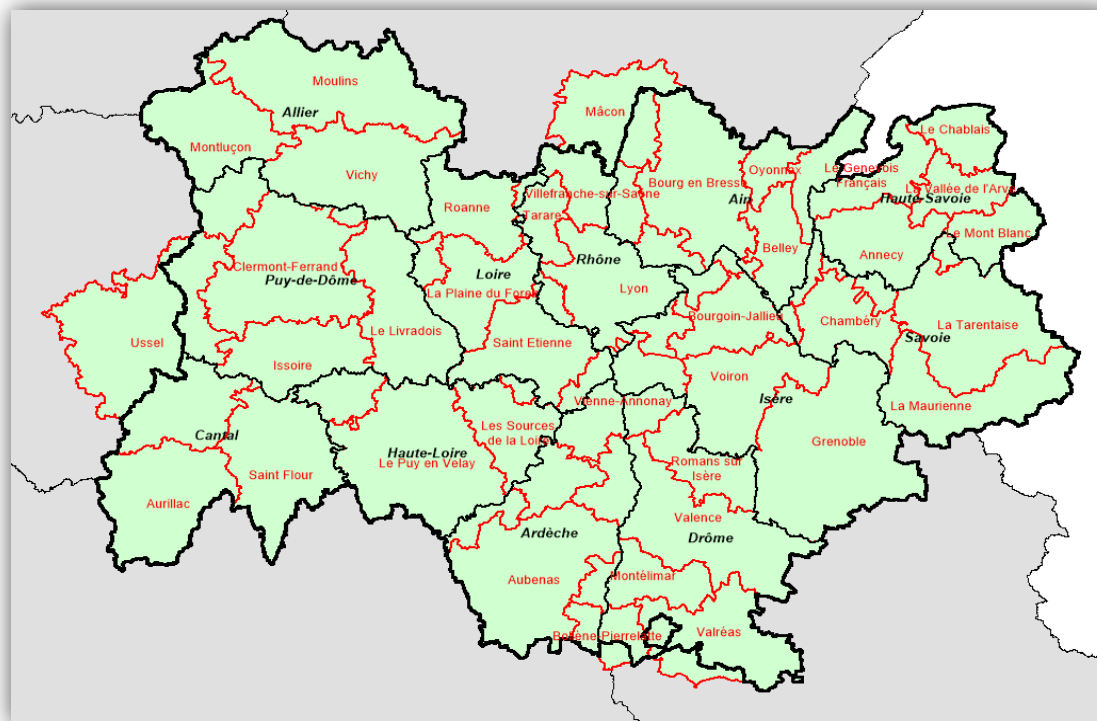 Moulins
Allier
Mâcon
Le Chablais
Montluçon
Vichy
Oyonnax
Le Genevois
Français
Bourg en Bresse
La Vallée de l'Arve
Haute-Savoie
Villefranche-sur-Saône
Ain
Roanne
Tarare
Le Mont Blanc
Belley
Annecy
Rhône
Clermont-Ferrand
Puy-de-Dôme
Loire
La Plaine du Forez
Lyon
Bourgoin-Jallieu
Chambéry
La Tarentaise
Savoie
Le Livradois
Ussel
Saint Etienne
Issoire
Voiron
Isère
Vienne-Annonay
La Maurienne
Les Sources
de la Loire
Cantal
Grenoble
Haute-Loire
Le Puy en Velay
Romans sur
Isère
Saint Flour
Aurillac
Valence
Ardèche
Drôme
Aubenas
Montélimar
Bollène-Pierrelatte
Valréas